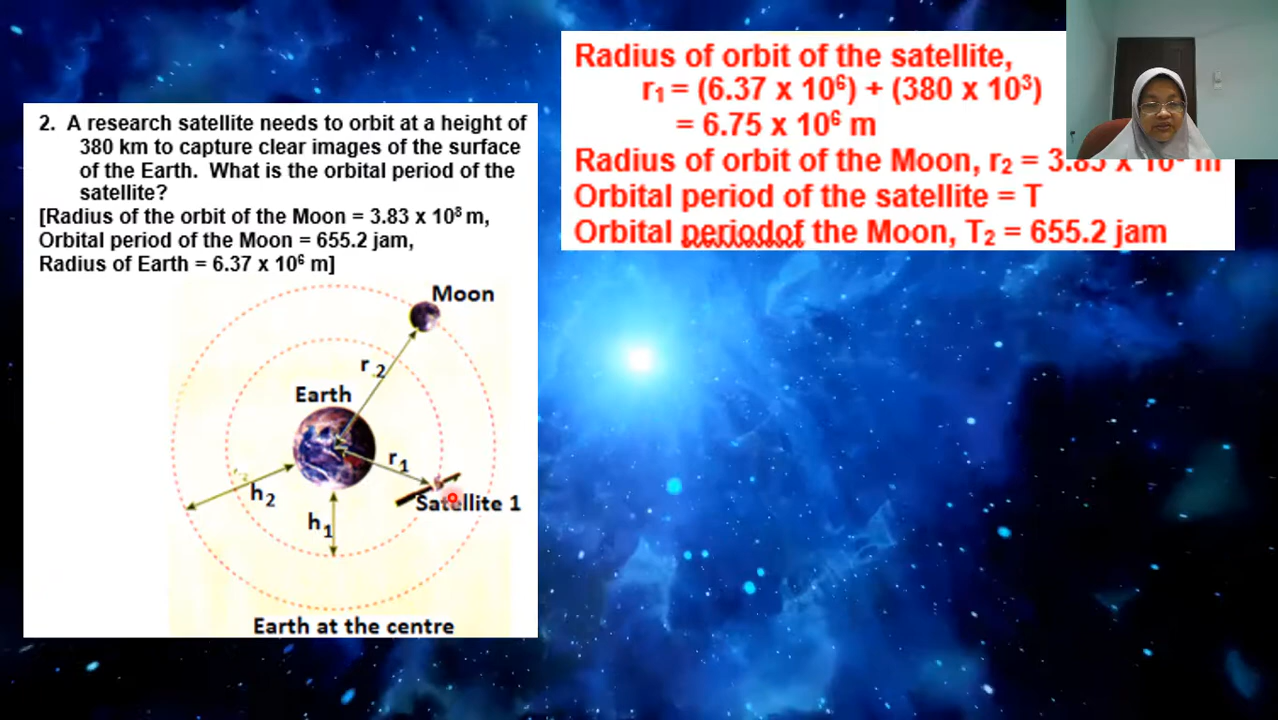 2. A research satellite needs to orbit at a height of
380 km to capture clear images of the surface
of the Earth. What is the orbital period of the
satellite?
[Radius of the orbit of the Moon = 3.83 x 10⁸ m,
Orbital period of the Moon = 655.2 jam,
Radius of Earth = 6.37 x 10⁶ m]
Moon
r 2
Earth
r1
h2
Satellite 1
h1
Earth at the centre
Radius of orbit of the satellite,
r₁ = (6.37 x 10⁶) + (380 x 10³)
= 6.75 x 10⁶ m
Radius of orbit of the Moon, r₂ = 3.83 x 10 m
Orbital period of the satellite = T
Orbital periodof the Moon, T₂ = 655.2 jam